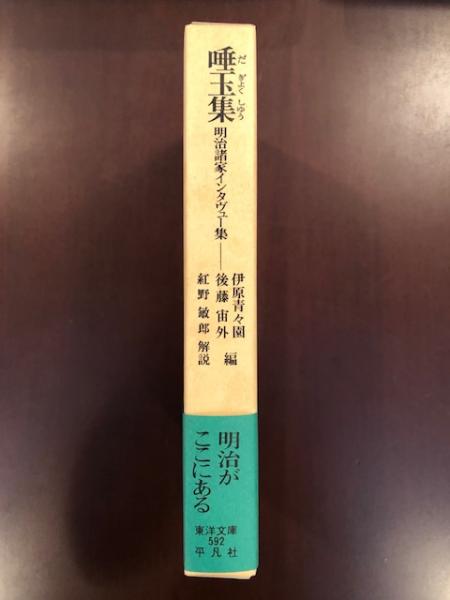 唾玉集
だ ぎょく しゅう
明治諸家インタヴュー集──
伊原青々園
後藤宙外 編
紅野敏郎 解説
明治が
ここにある
東洋文庫
592
平凡社